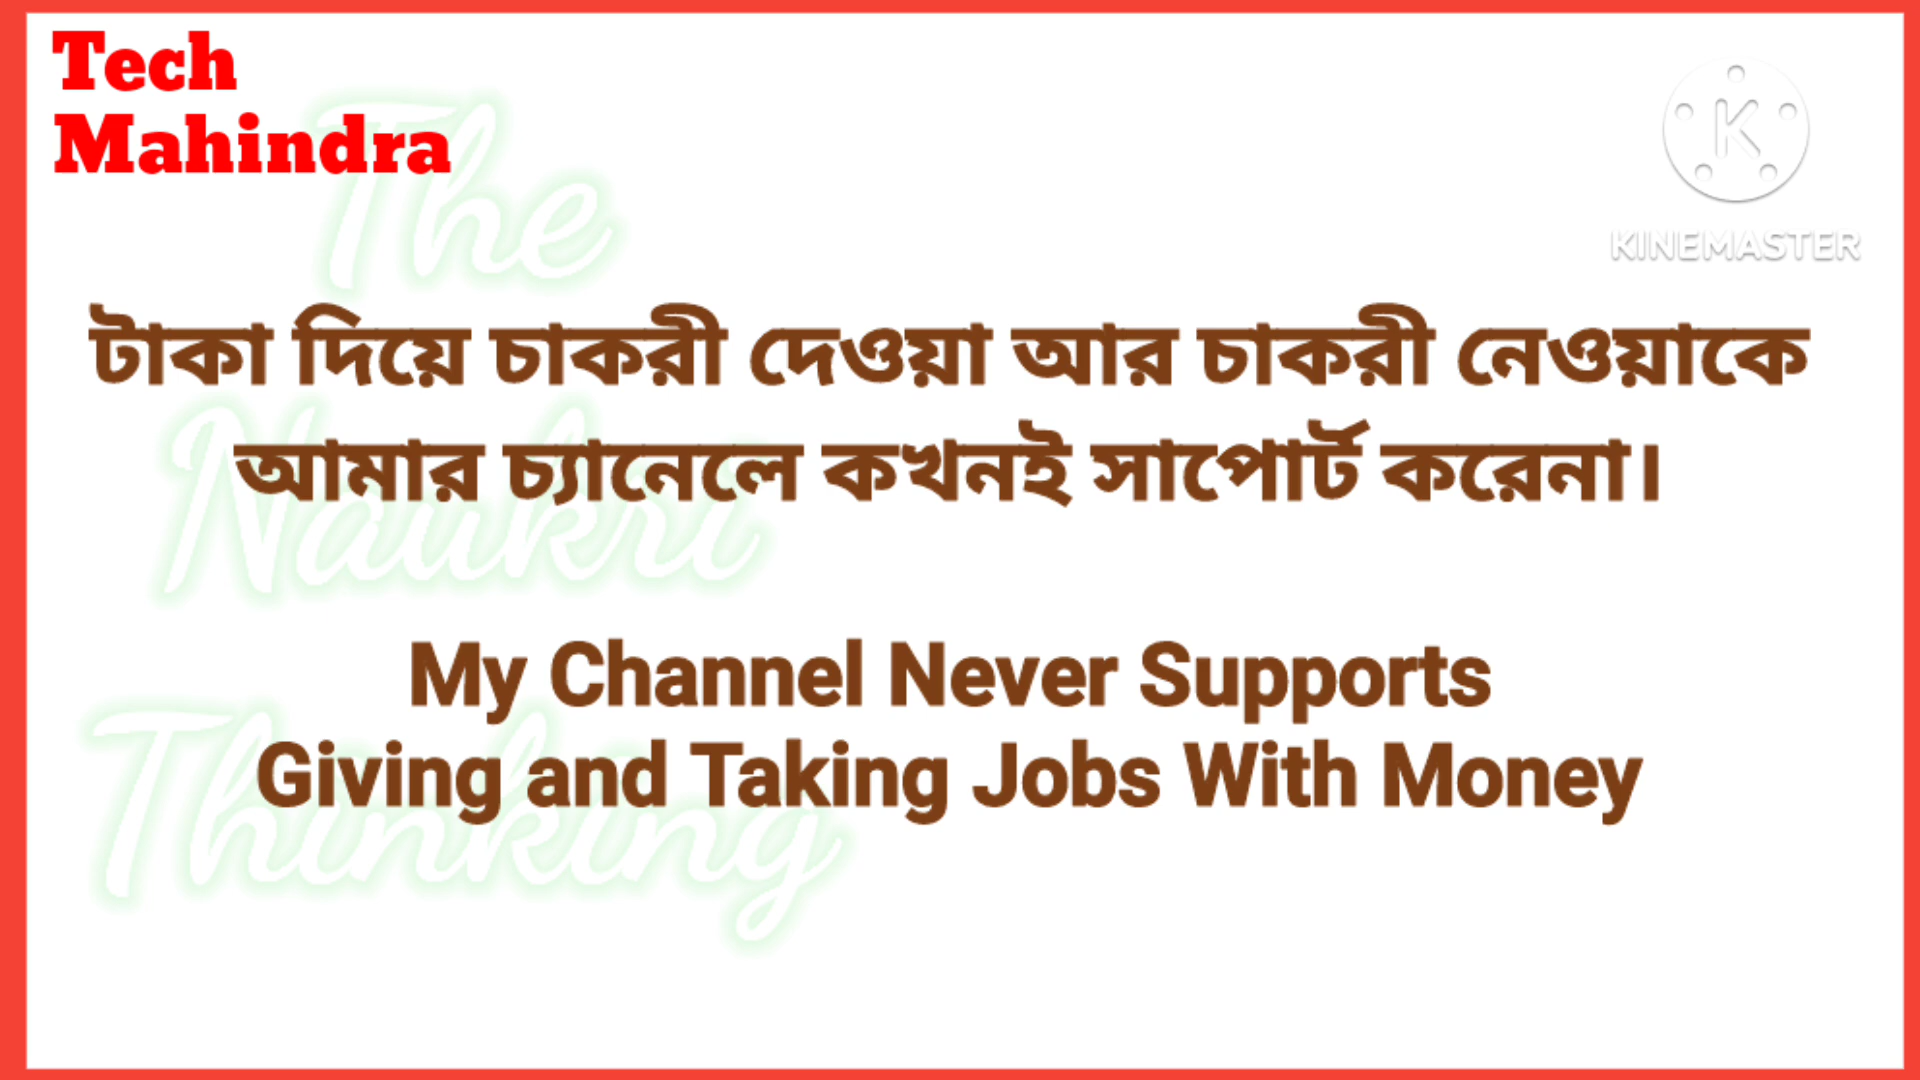 Tech
Mahindra
The
KINEMASTER
টাকা দিয়ে চাকরী দেওয়া আর চাকরী নেওয়াকে
আমার চ্যানেলে কখনই সাপোর্ট করেনা।
Naukri
My Channel Never Supports
Giving and Taking Jobs With Money
Thinking